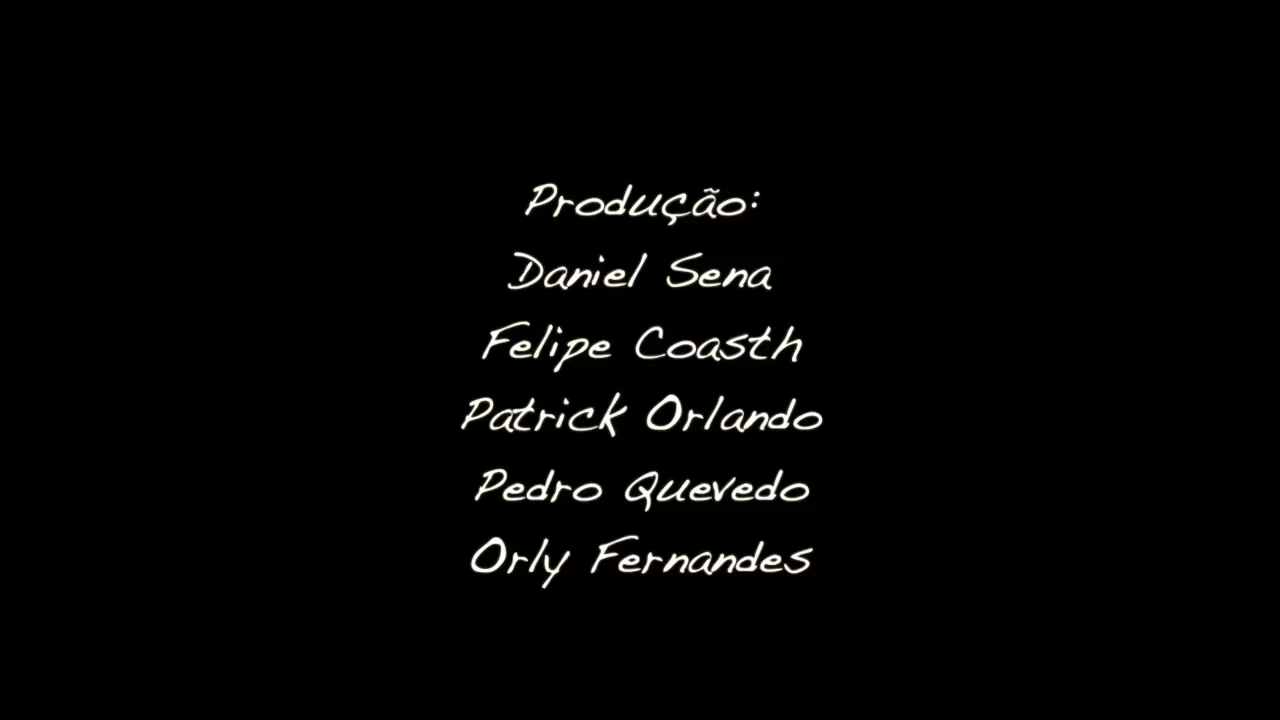 Produção:
Daniel Sena
Felipe Coasth
Patrick Orlando
Pedro Quevedo
Orly Fernandes